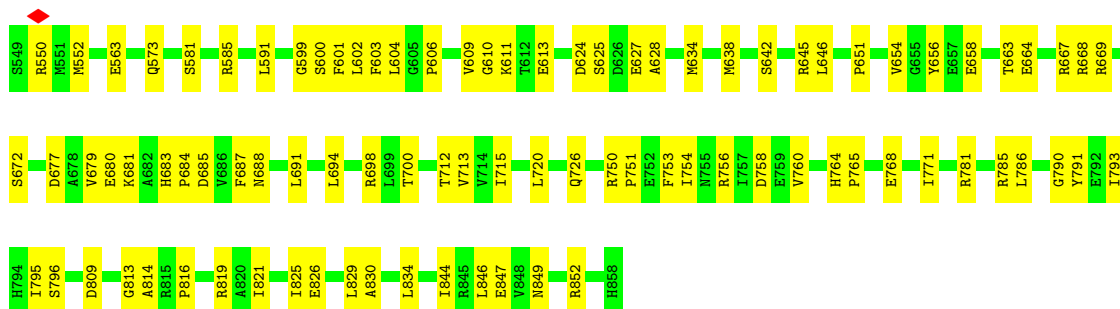 S549 R550 M551 M552 E563 Q573 S581 R585 L591 G599 S600 F601 L602 F603 L604 G605 P606 V609 G610 K611 T612 E613 D624 S625 D626 E627 A628 M634 M638 S642 R645 L646 P651 V654 G655 Y656 E657 E658 T663 E664 R667 R668 R669
S672 D677 A678 V679 E680 K681 A682 H683 P684 D685 V686 F687 N688 L691 L694 R698 L699 T700 T712 V713 V714 I715 L720 Q726 R750 P751 E752 F753 I754 N755 R756 I757 D758 E759 V760 H764 P765 E768 I771 R781 R785 L786 G790 Y791 E792 I793
H794 I795 S796 D809 G813 A814 R815 P816 R819 A820 I821 I825 E826 L829 A830 L834 I844 R845 L846 E847 V848 N849 R852 H858